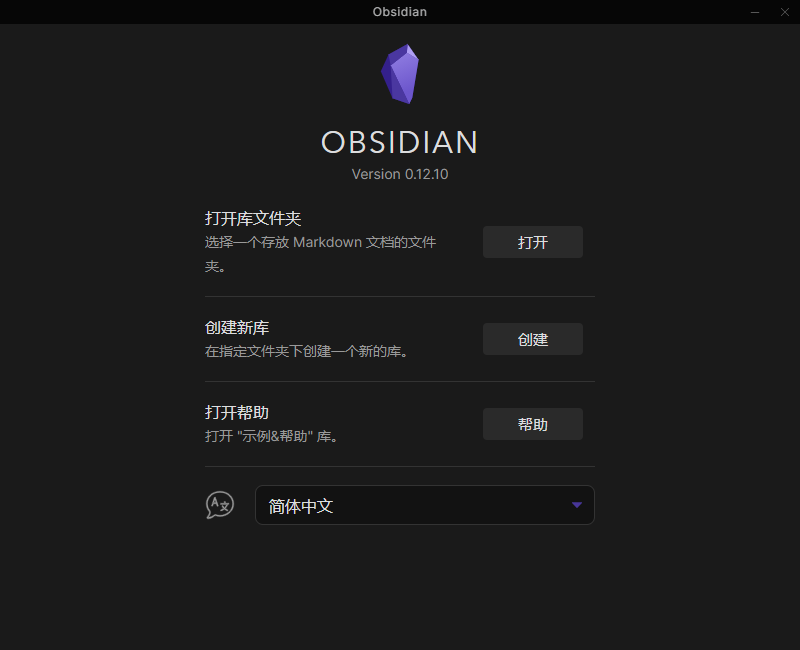 Obsidian
OBSIDIAN
Version 0.12.10
打开库文件夹
选择一个存放 Markdown 文档的文件
夹。
打开
创建新库
在指定文件夹下创建一个新的库。
创建
打开帮助
打开 "示例&帮助" 库。
帮助
A文
简体中文